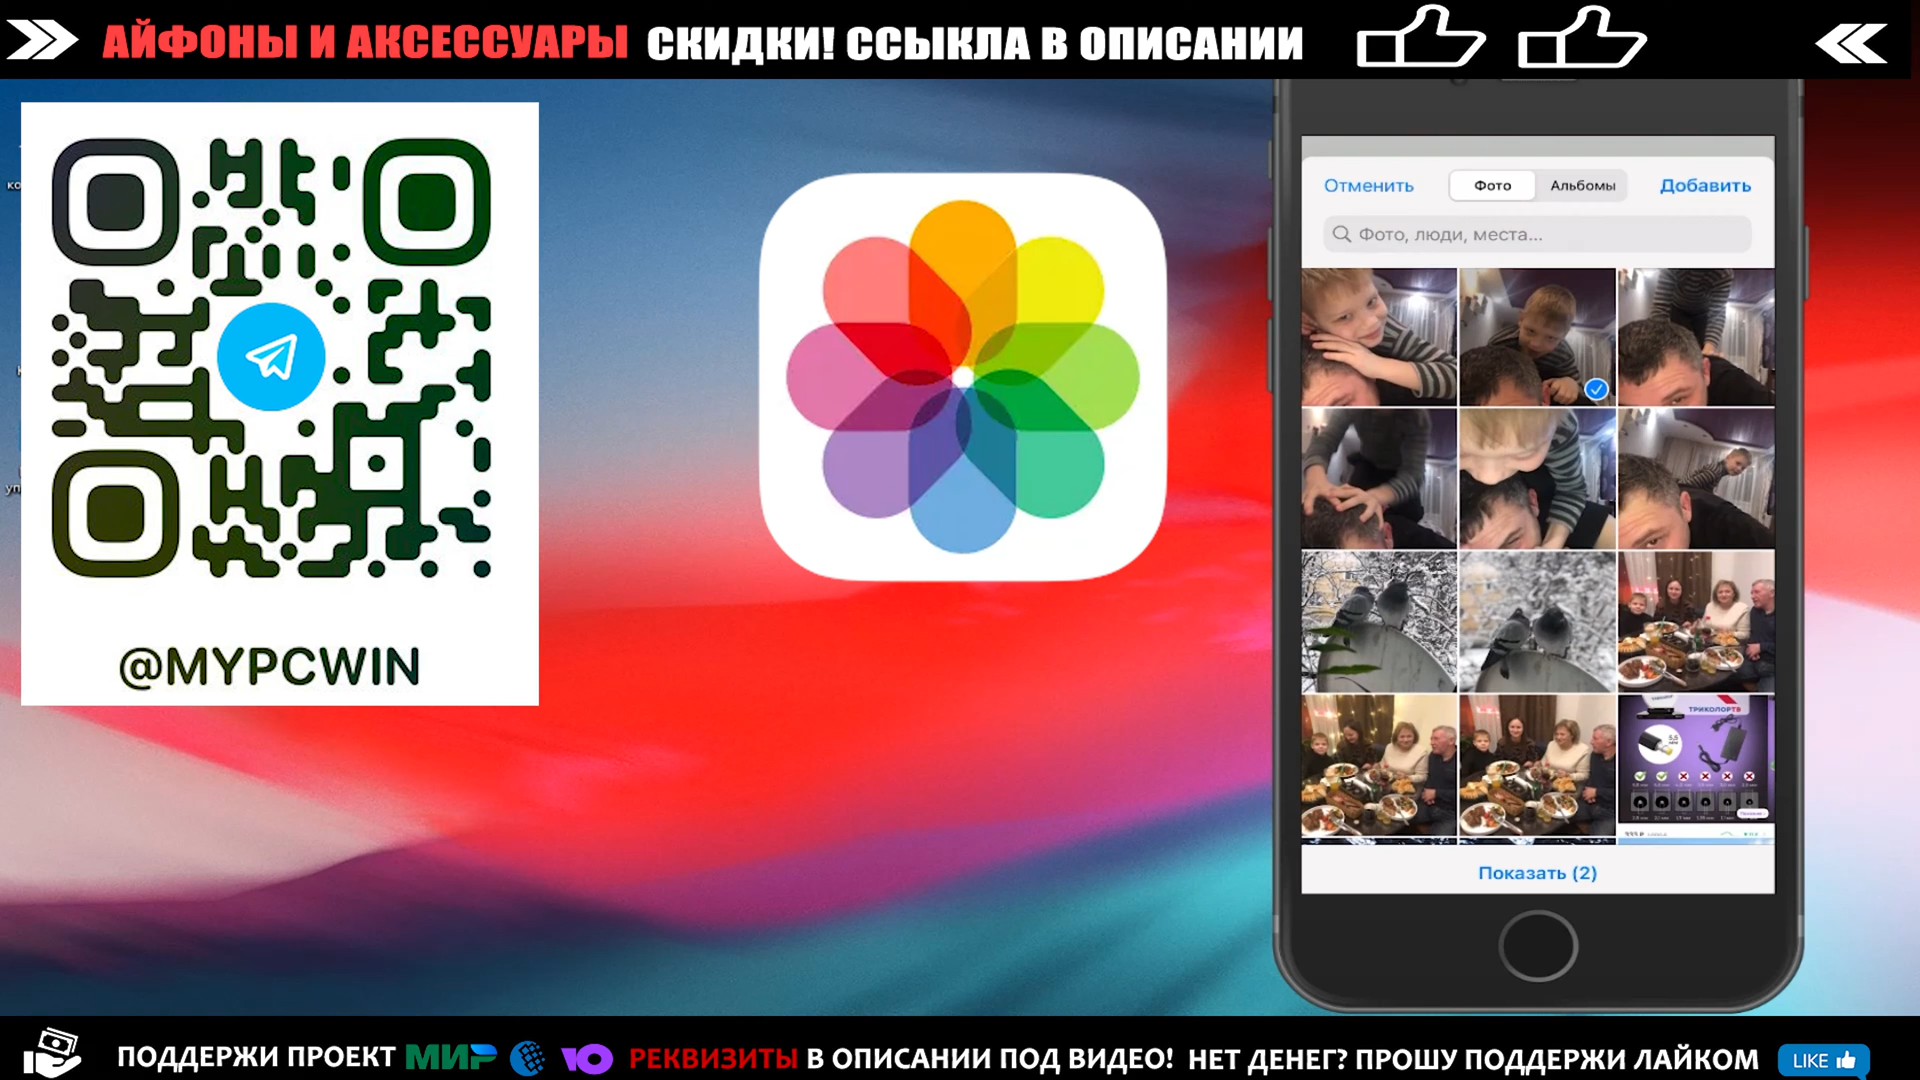 АЙФОНЫ И АКСЕССУАРЫ СКИДКИ! ССЫКЛА В ОПИСАНИИ
@MYPCWIN
Отменить
Фото
Альбомы
Добавить
Фото, люди, места...
ТРИКОЛОРТВ
Показать (2)
ПОДДЕРЖИ ПРОЕКТ МИР Ю РЕКВИЗИТЫ В ОПИСАНИИ ПОД ВИДЕО! НЕТ ДЕНЕГ? ПРОШУ ПОДДЕРЖИ ЛАЙКОМ LIKE